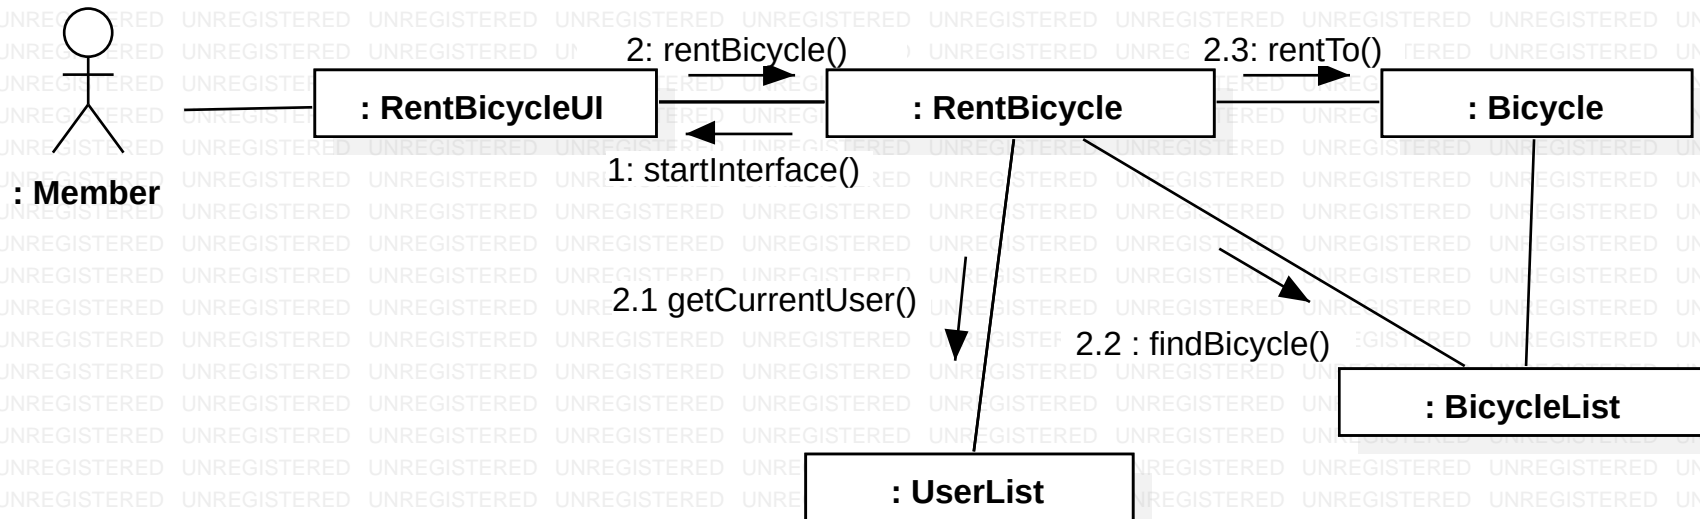 2: rentBicycle()
2.3: rentTo()
: RentBicycleUI
: RentBicycle
: Bicycle
1: startInterface()
: Member
2.1 getCurrentUser()
2.2 : findBicycle()
: BicycleList
: UserList
UNREGISTERED